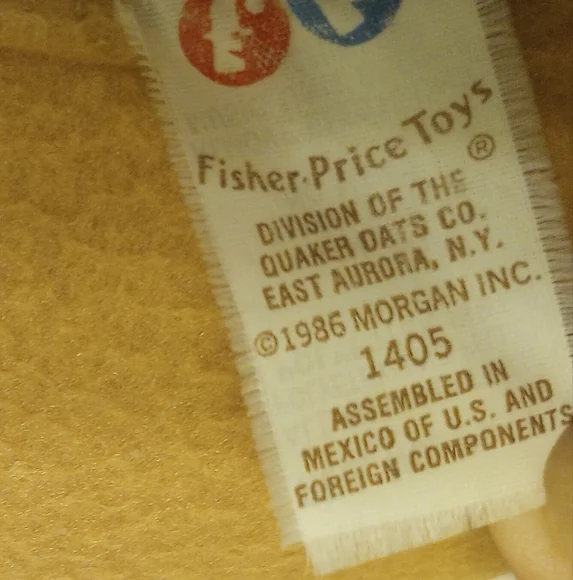 Fisher-Price Toys®
DIVISION OF THE
QUAKER OATS CO.
EAST AURORA, N.Y.
©1986 MORGAN INC.
1405
ASSEMBLED IN
MEXICO OF U.S. AND
FOREIGN COMPONENTS